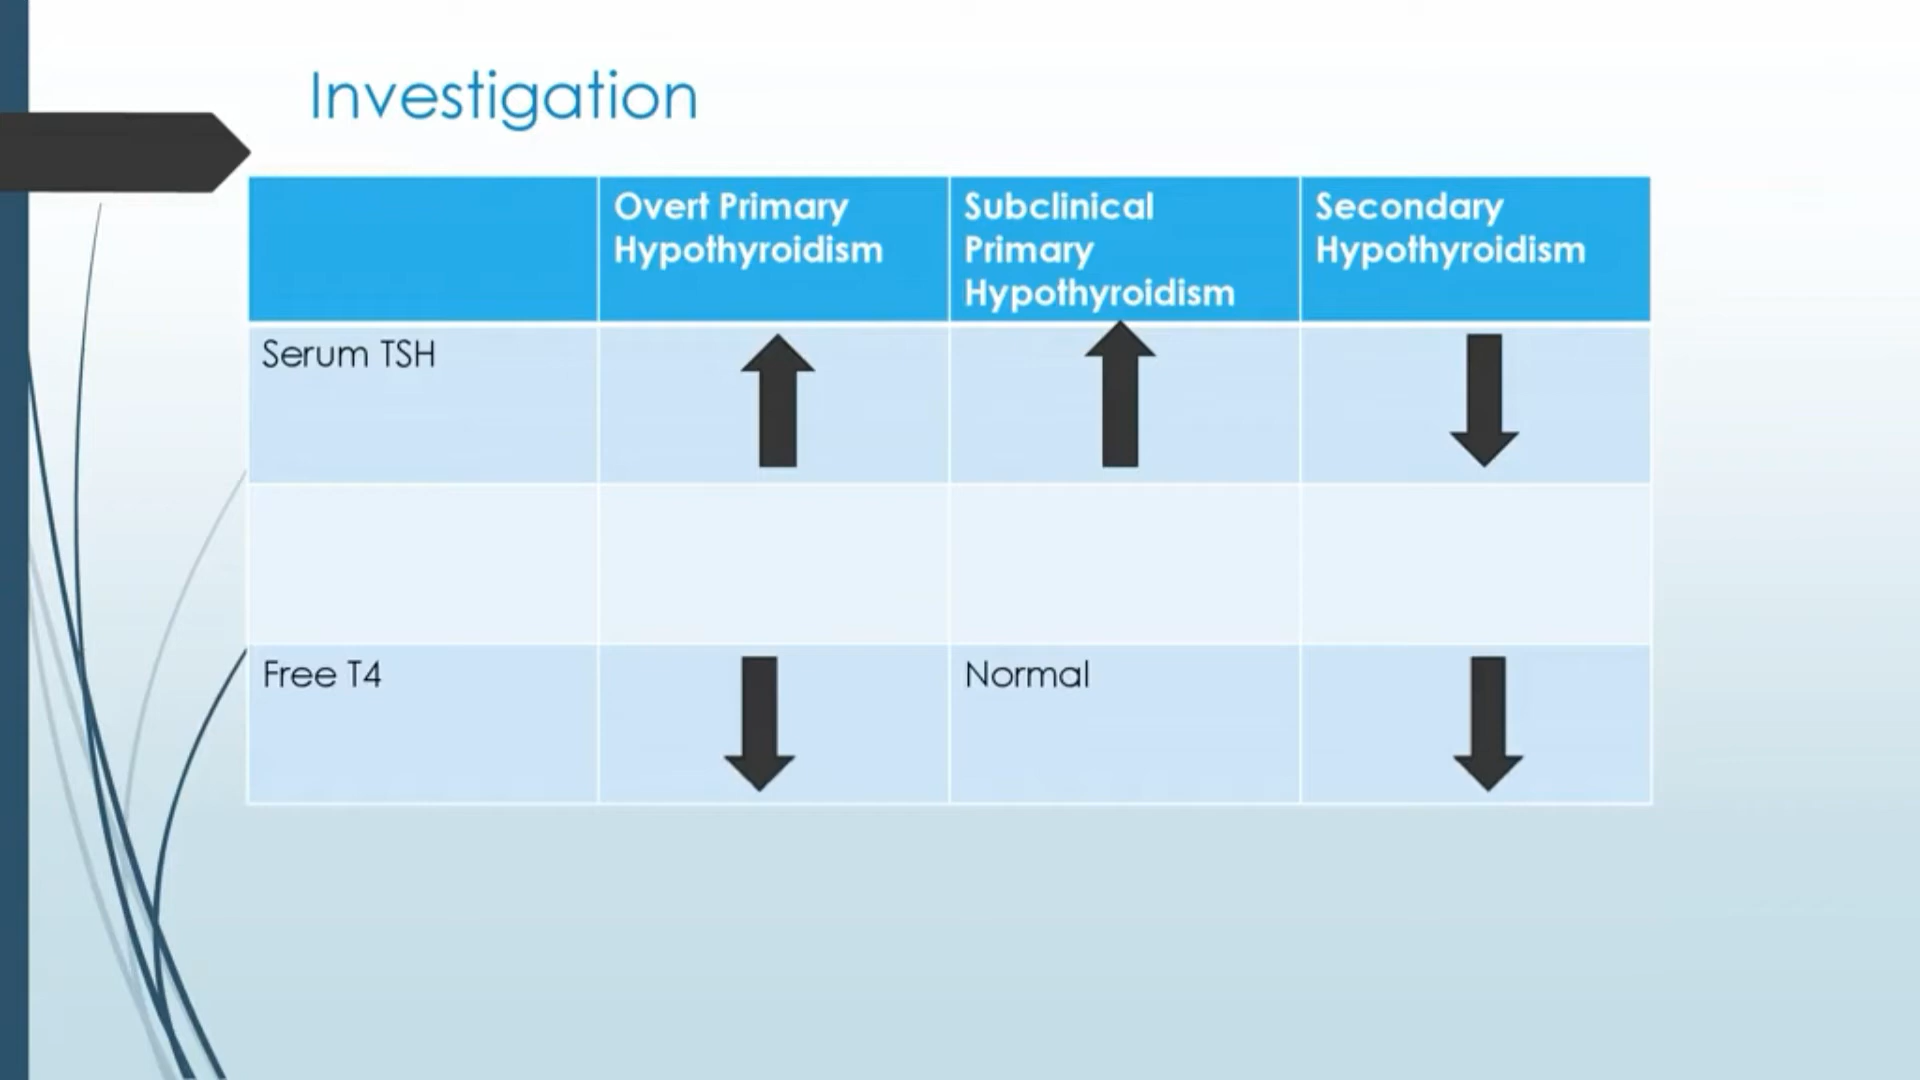 Investigation
Overt Primary
Hypothyroidism
Subclinical
Primary
Hypothyroidism
Secondary
Hypothyroidism
Serum TSH
Free T4
Normal